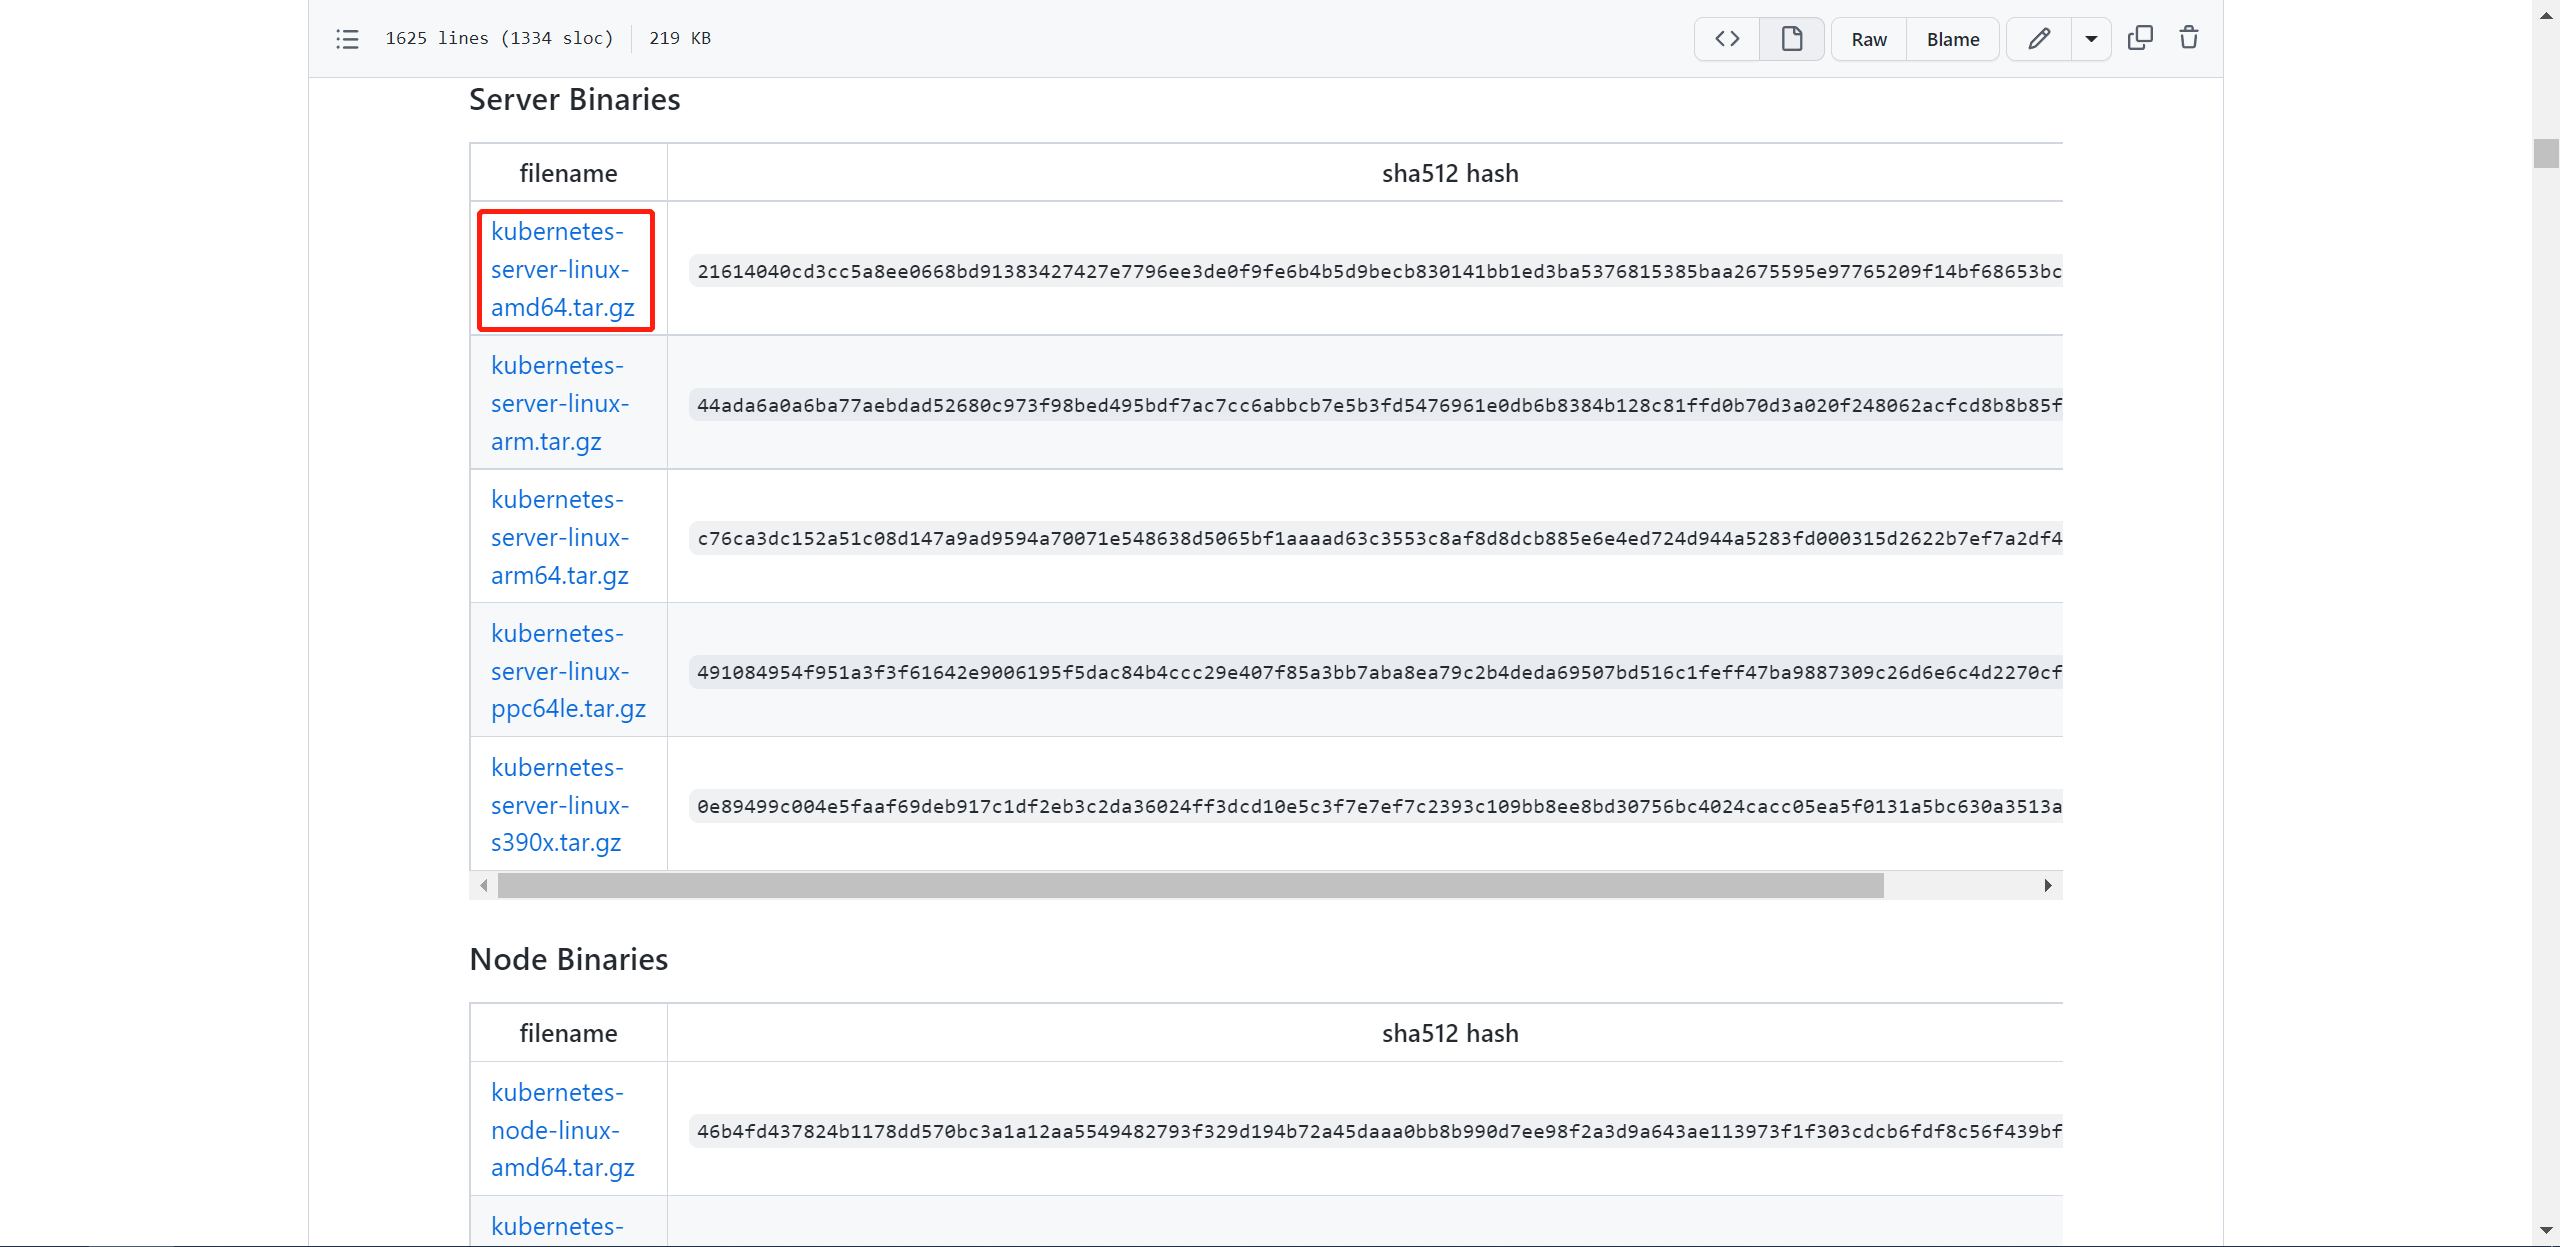 1625 lines (1334 sloc) 219 KB
Raw Blame
Server Binaries
filename sha512 hash
kubernetes-
server-linux-
amd64.tar.gz
21614040cd3cc5a8ee0668bd91383427427e7796ee3de0f9fe6b4b5d9becb830141bb1ed3ba5376815385baa2675595e97765209f14bf68653bc
kubernetes-
server-linux-
arm.tar.gz
44ada6a0a6ba77aebdad52680c973f98bed495bdf7ac7cc6abbcb7e5b3fd5476961e0db6b8384b128c81ffd0b70d3a020f248062acfcd8b8b85f
kubernetes-
server-linux-
arm64.tar.gz
c76ca3dc152a51c08d147a9ad9594a70071e548638d5065bf1aaaad63c3553c8af8d8dcb885e6e4ed724d944a5283fd000315d2622b7ef7a2df4
kubernetes-
server-linux-
ppc64le.tar.gz
491084954f951a3f3f61642e9006195f5dac84b4ccc29e407f85a3bb7aba8ea79c2b4deda69507bd516c1feff47ba9887309c26d6e6c4d2270cf
kubernetes-
server-linux-
s390x.tar.gz
0e89499c004e5faaf69deb917c1df2eb3c2da36024ff3dcd10e5c3f7e7ef7c2393c109bb8ee8bd30756bc4024cacc05ea5f0131a5bc630a3513a
Node Binaries
filename sha512 hash
kubernetes-
node-linux-
amd64.tar.gz
46b4fd437824b1178dd570bc3a1a12aa5549482793f329d194b72a45daaa0bb8b990d7ee98f2a3d9a643ae113973f1f303cdcb6fdf8c56f439bf
kubernetes-